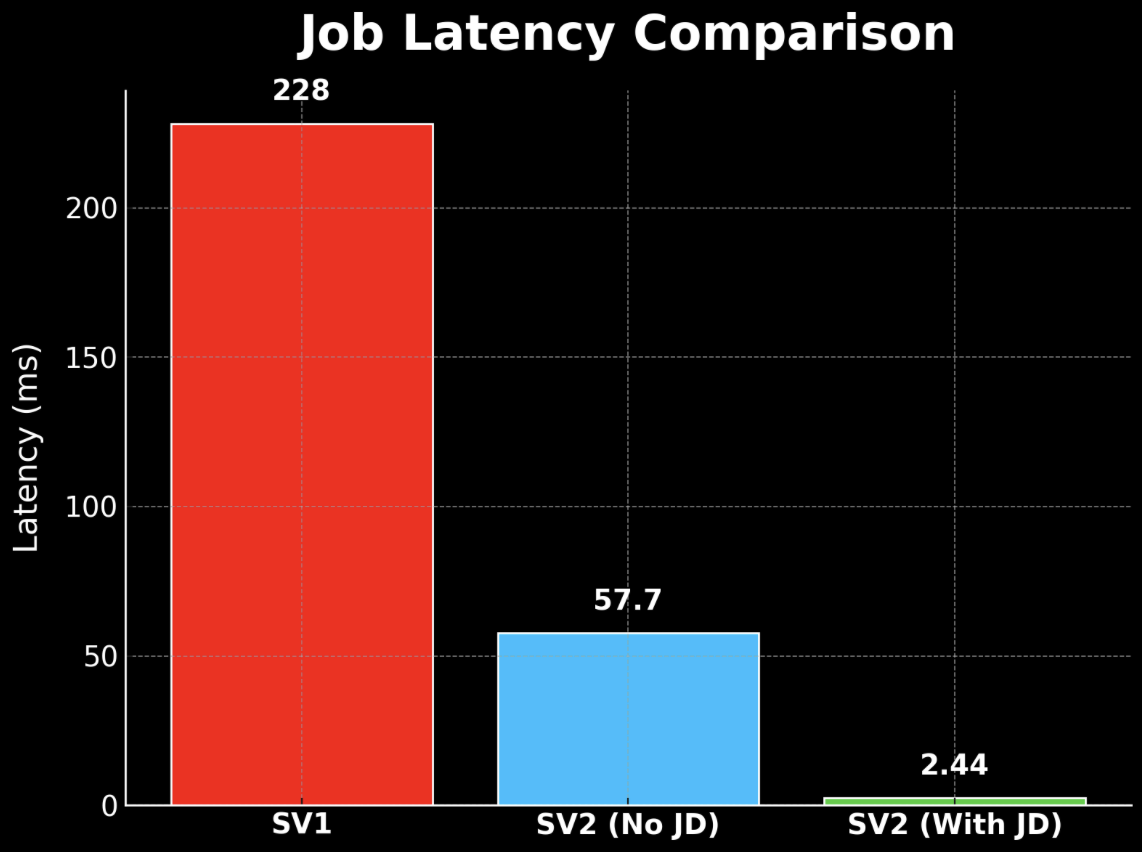 Job Latency Comparison
228
200
150
100
50
0
Latency (ms)
57.7
2.44
SV1
SV2 (No JD)
SV2 (With JD)